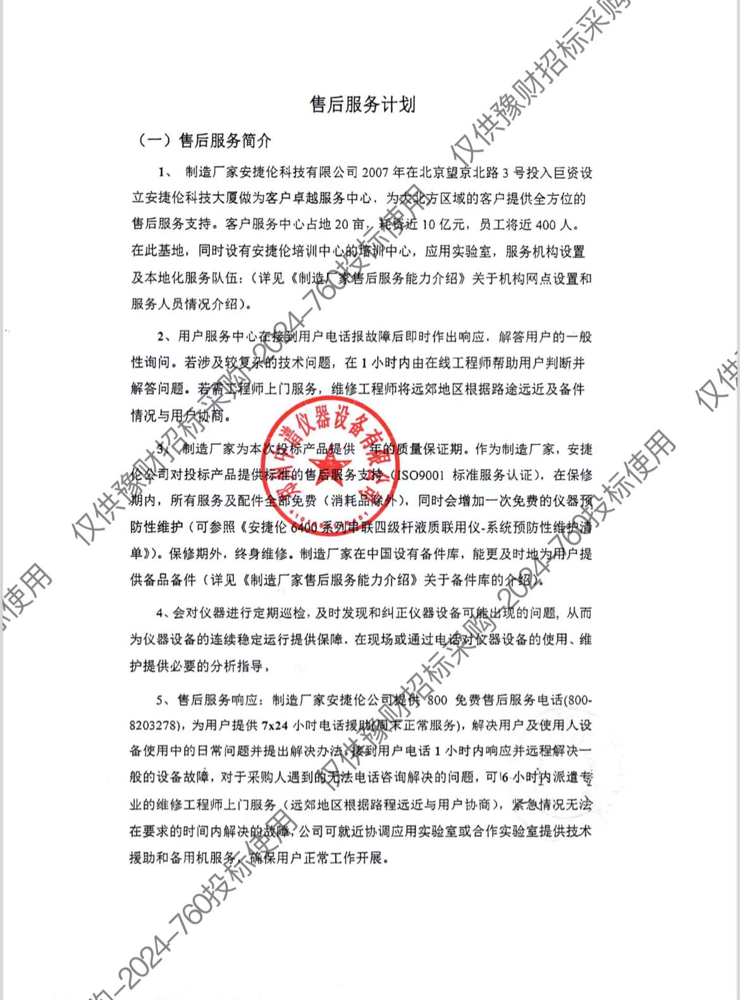 售后服务计划
（一）售后服务简介
1、 制造厂家安捷伦科技有限公司 2007 年在北京望京北路 3 号投入巨资设
立安捷伦科技大厦做为客户卓越服务中心，为大北方区域的客户提供全方位的
售后服务支持。客户服务中心占地 20 亩，耗资近 10 亿元，员工将近 400 人。
在此基地，同时设有安捷伦培训中心的培训中心，应用实验室，服务机构设置
及本地化服务队伍：（详见《制造厂家售后服务能力介绍》关于机构网点设置和
服务人员情况介绍）。
2、用户服务中心在接到用户电话报故障后即时作出响应，解答用户的一般
性询问。若涉及较复杂的技术问题，在 1 小时内由在线工程师帮助用户判断并
解答问题。若需工程师上门服务，维修工程师将远郊地区根据路途远近及备件
情况与用户协商。
3、制造厂家为本次投标产品提供 年的质量保证期。作为制造厂家，安捷
伦公司对投标产品提供标准的售后服务支持（ISO9001 标准服务认证），在保修
期内，所有服务及配件全部免费（消耗品除外），同时会增加一次免费的仪器预
防性维护（可参照《安捷伦 6400 系列串联四级杆液质联用仪-系统预防性维护清
单》）。保修期外，终身维修。制造厂家在中国设有备件库，能更及时地为用户提
供备品备件（详见《制造厂家售后服务能力介绍》关于备件库的介绍）。
4、会对仪器进行定期巡检，及时发现和纠正仪器设备可能出现的问题，从而
为仪器设备的连续稳定运行提供保障，在现场或通过电话对仪器设备的使用、维
护提供必要的分析指导，
5、售后服务响应：制造厂家安捷伦公司提供 800 免费售后服务电话(800-
8203278)，为用户提供 7x24 小时电话援助(周末正常服务)，解决用户及使用人设
备使用中的日常问题并提出解决办法。接到用户电话 1 小时内响应并远程解决一
般的设备故障，对于采购人遇到的无法电话咨询解决的问题，可 6 小时内派遣专
业的维修工程师上门服务（远郊地区根据路程远近与用户协商），紧急情况无法
在要求的时间内解决的故障，公司可就近协调应用实验室或合作实验室提供技术
援助和备用机服务，确保用户正常工作开展。
郑州中谱仪器设备有限公司
仅供豫财招标采购
仅供豫财招标采购-2024-760投标使用
仅供豫财招标采购-2024-760投标使用
仅供
标使用
购-2024-760投标使用